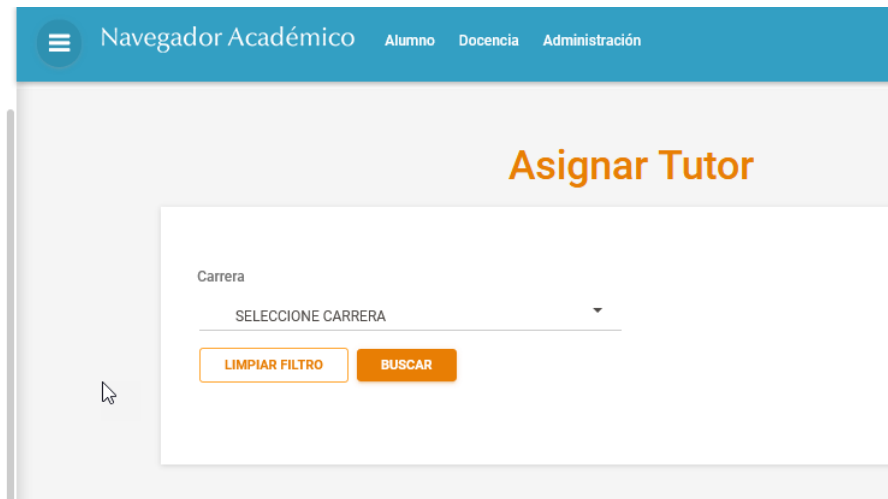 Navegador Académico Alumno Docencia Administración
Asignar Tutor
Carrera
SELECCIONE CARRERA
LIMPIAR FILTRO BUSCAR